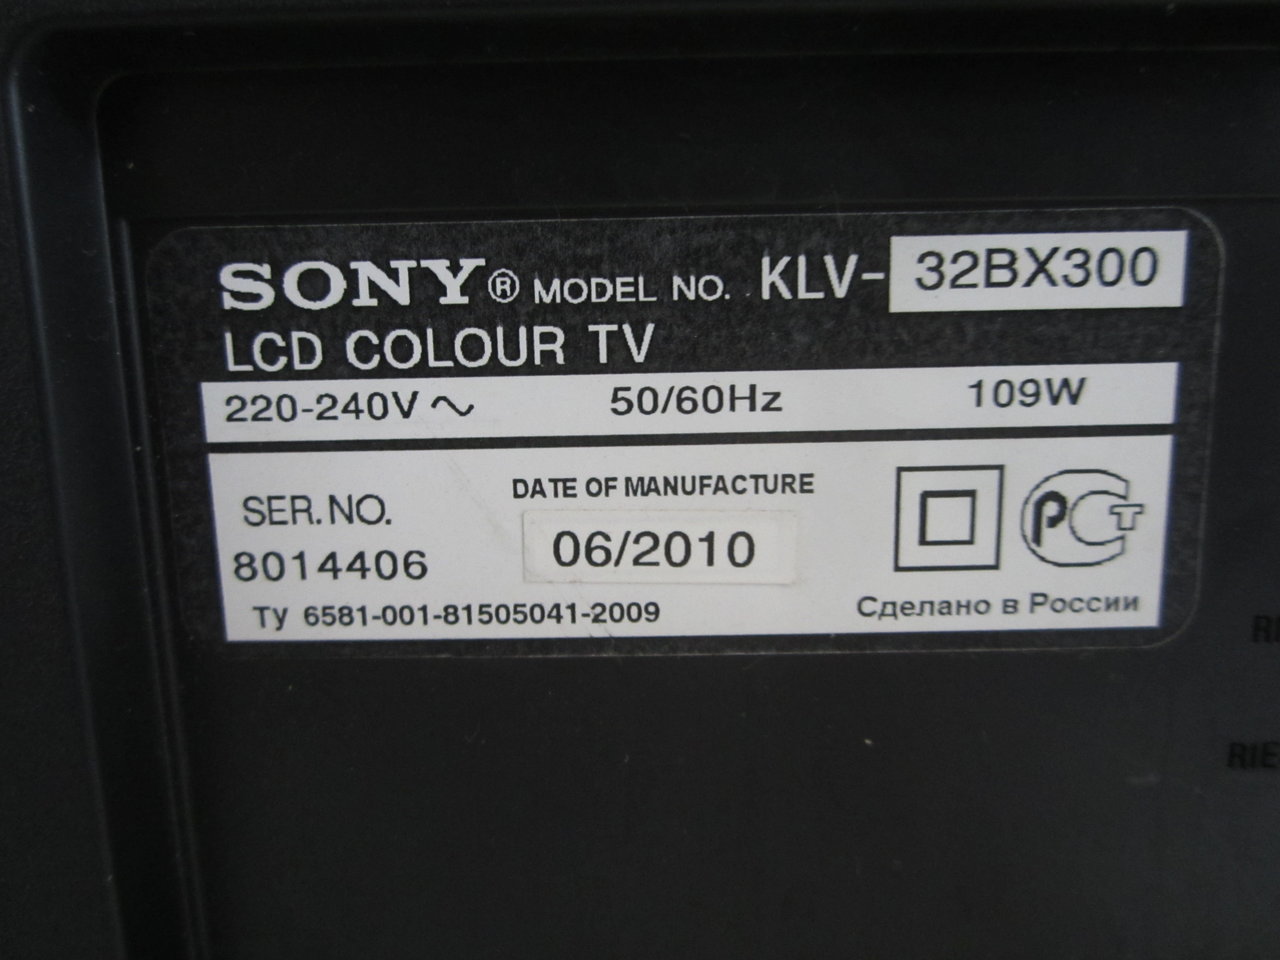 SONY® MODEL NO. KLV-32BX300
LCD COLOUR TV
220-240V ~ 50/60Hz 109W
SER. NO. DATE OF MANUFACTURE
8014406 06/2010
РСТ
ТУ 6581-001-81505041-2009 Сделано в России